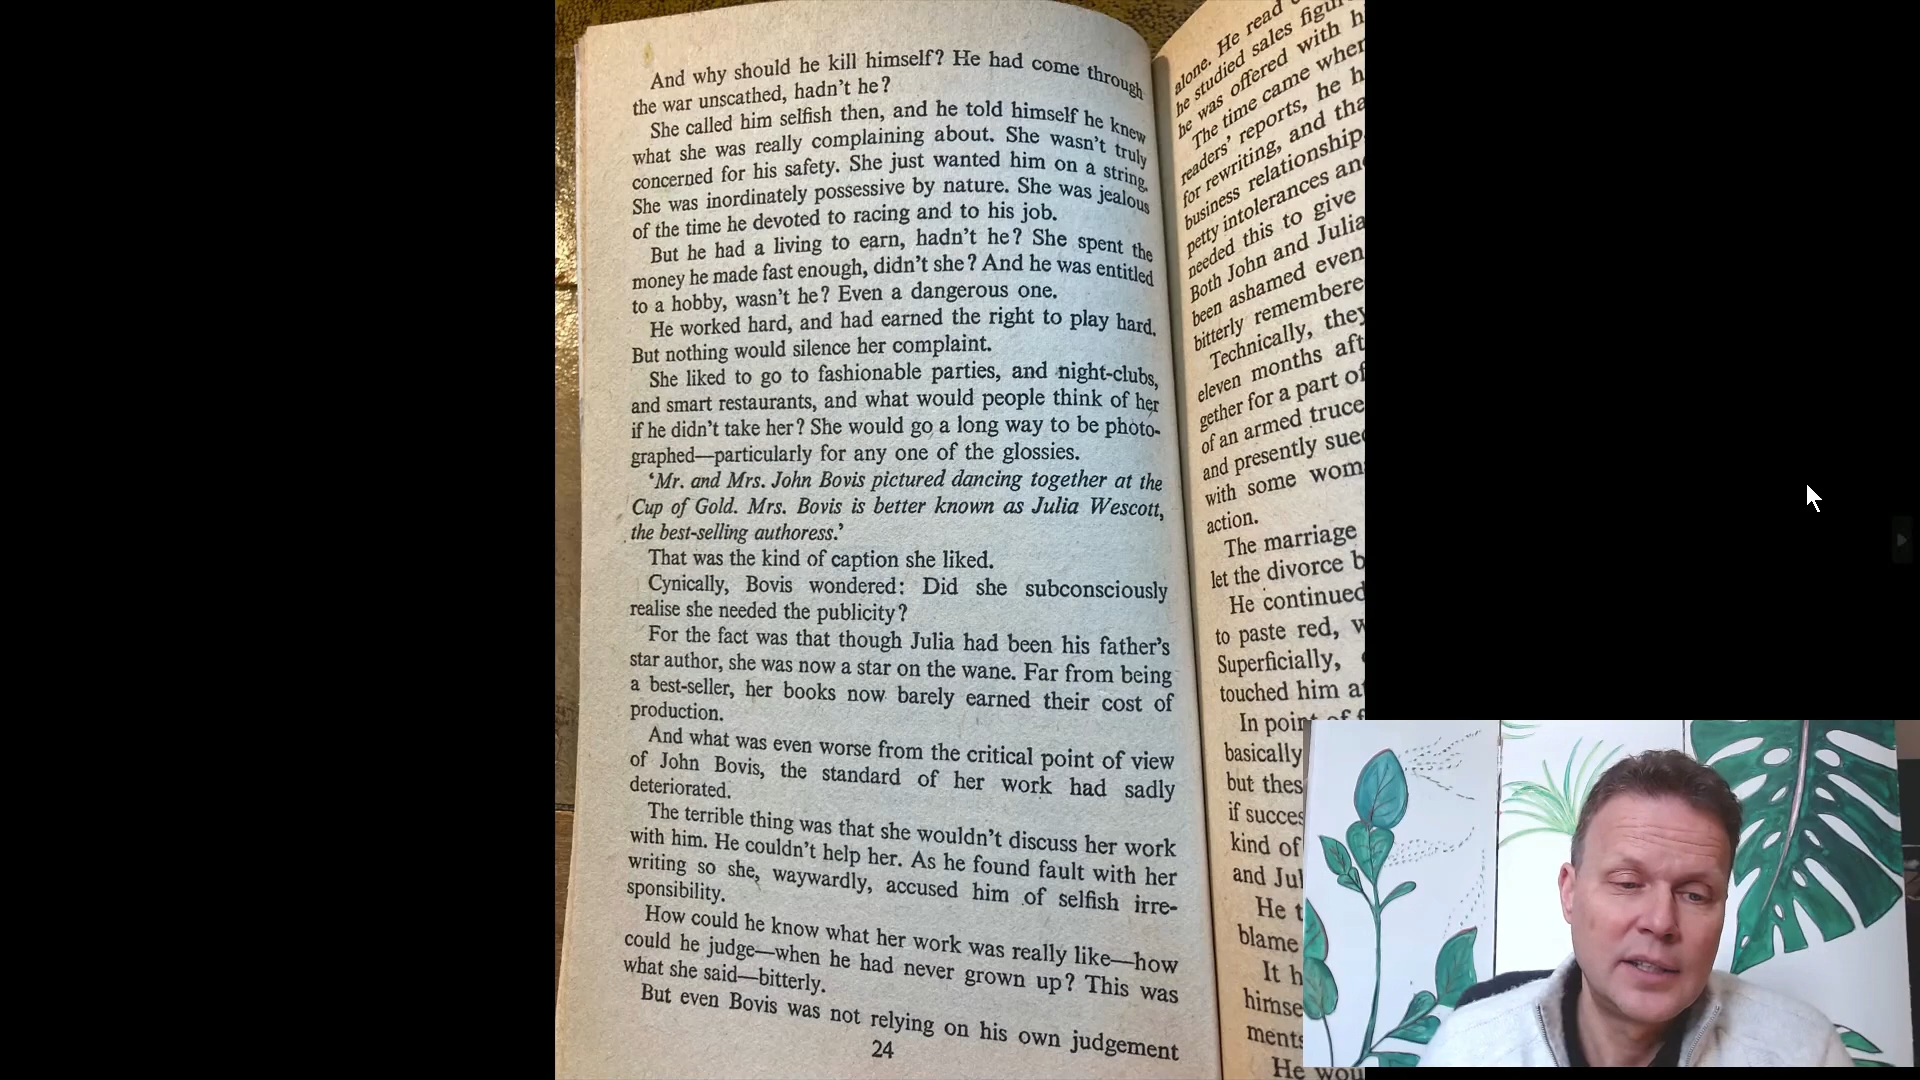 And why should he kill himself? He had come through
the war unscathed, hadn't he?
She called him selfish then, and he told himself he knew
what she was really complaining about. She wasn't truly
concerned for his safety. She just wanted him on a string.
She was inordinately possessive by nature. She was jealous
of the time he devoted to racing and to his job.
But he had a living to earn, hadn't he? She spent the
money he made fast enough, didn't she? And he was entitled
to a hobby, wasn't he? Even a dangerous one.
He worked hard, and had earned the right to play hard.
But nothing would silence her complaint.
She liked to go to fashionable parties, and night-clubs,
and smart restaurants, and what would people think of her
if he didn't take her? She would go a long way to be photo-
graphed—particularly for any one of the glossies.
‘Mr. and Mrs. John Bovis pictured dancing together at the
Cup of Gold. Mrs. Bovis is better known as Julia Wescott,
the best-selling authoress.’
That was the kind of caption she liked.
Cynically, Bovis wondered: Did she subconsciously
realise she needed the publicity?
For the fact was that though Julia had been his father's
star author, she was now a star on the wane. Far from being
a best-seller, her books now barely earned their cost of
production.
And what was even worse from the critical point of view
of John Bovis, the standard of her work had sadly
deteriorated.
The terrible thing was that she wouldn't discuss her work
with him. He couldn't help her. As he found fault with her
writing so she, waywardly, accused him of selfish irre-
sponsibility.
How could he know what her work was really like—how
could he judge—when he had never grown up? This was
what she said—bitterly.
But even Bovis was not relying on his own judgement
24
alone. He read
he studied sales figu
he was offered with h
The time came wher
readers' reports, he h
for rewriting, and tha
business relationship,
petty intolerances and
needed this to give
Both John and Julia
been ashamed even
bitterly remembere
Technically, they
eleven months aft
gether for a part of
of an armed truce
and presently sued
with some wom
action.
The marriage
let the divorce b
He continued
to paste red, w
Superficially,
touched him at
In point of f
basically
but thes
if succes
kind of
and Jul
He t
blame
It h
himse
ments
He wou